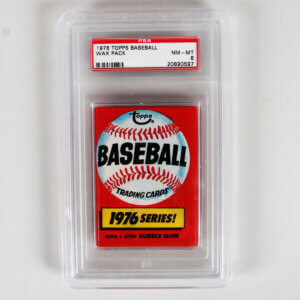 PSA
1976 TOPPS BASEBALL
WAX PACK
NM - MT
8
20690597
Topps
BASEBALL
TRADING CARDS
1976 SERIES!
WITH 1 STICK BUBBLE GUM